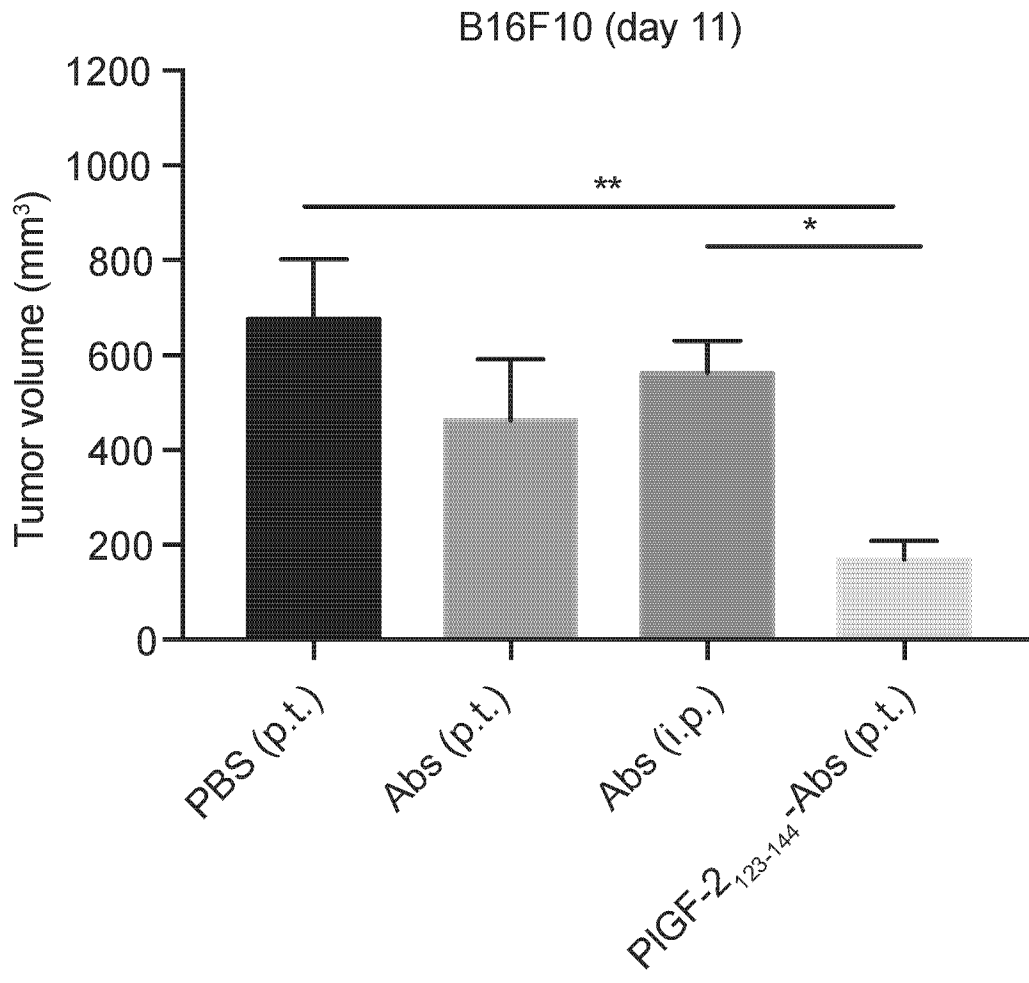 B16F10 (day 11)
Tumor volume (mm³)
1200
1000
800
600
400
200
0
**
*
PBS (p.t.)
Abs (p.t.)
Abs (i.p.)
PlGF-2₁₂₃₋₁₄₄-Abs (p.t.)